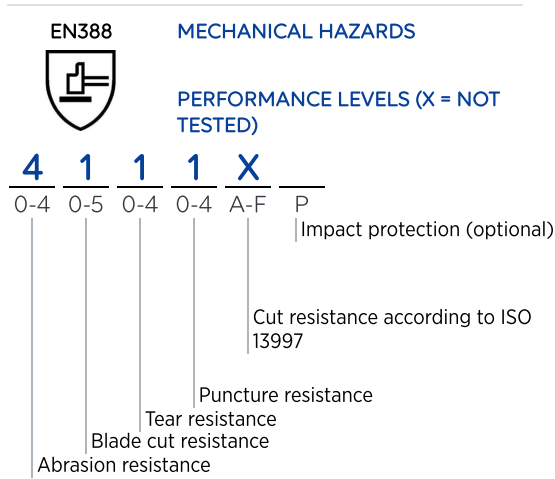 EN388
MECHANICAL HAZARDS
PERFORMANCE LEVELS (X = NOT
TESTED)
4 1 1 1 X
0-4 0-5 0-4 0-4 A-F P
Impact protection (optional)
Cut resistance according to ISO
13997
Puncture resistance
Tear resistance
Blade cut resistance
Abrasion resistance